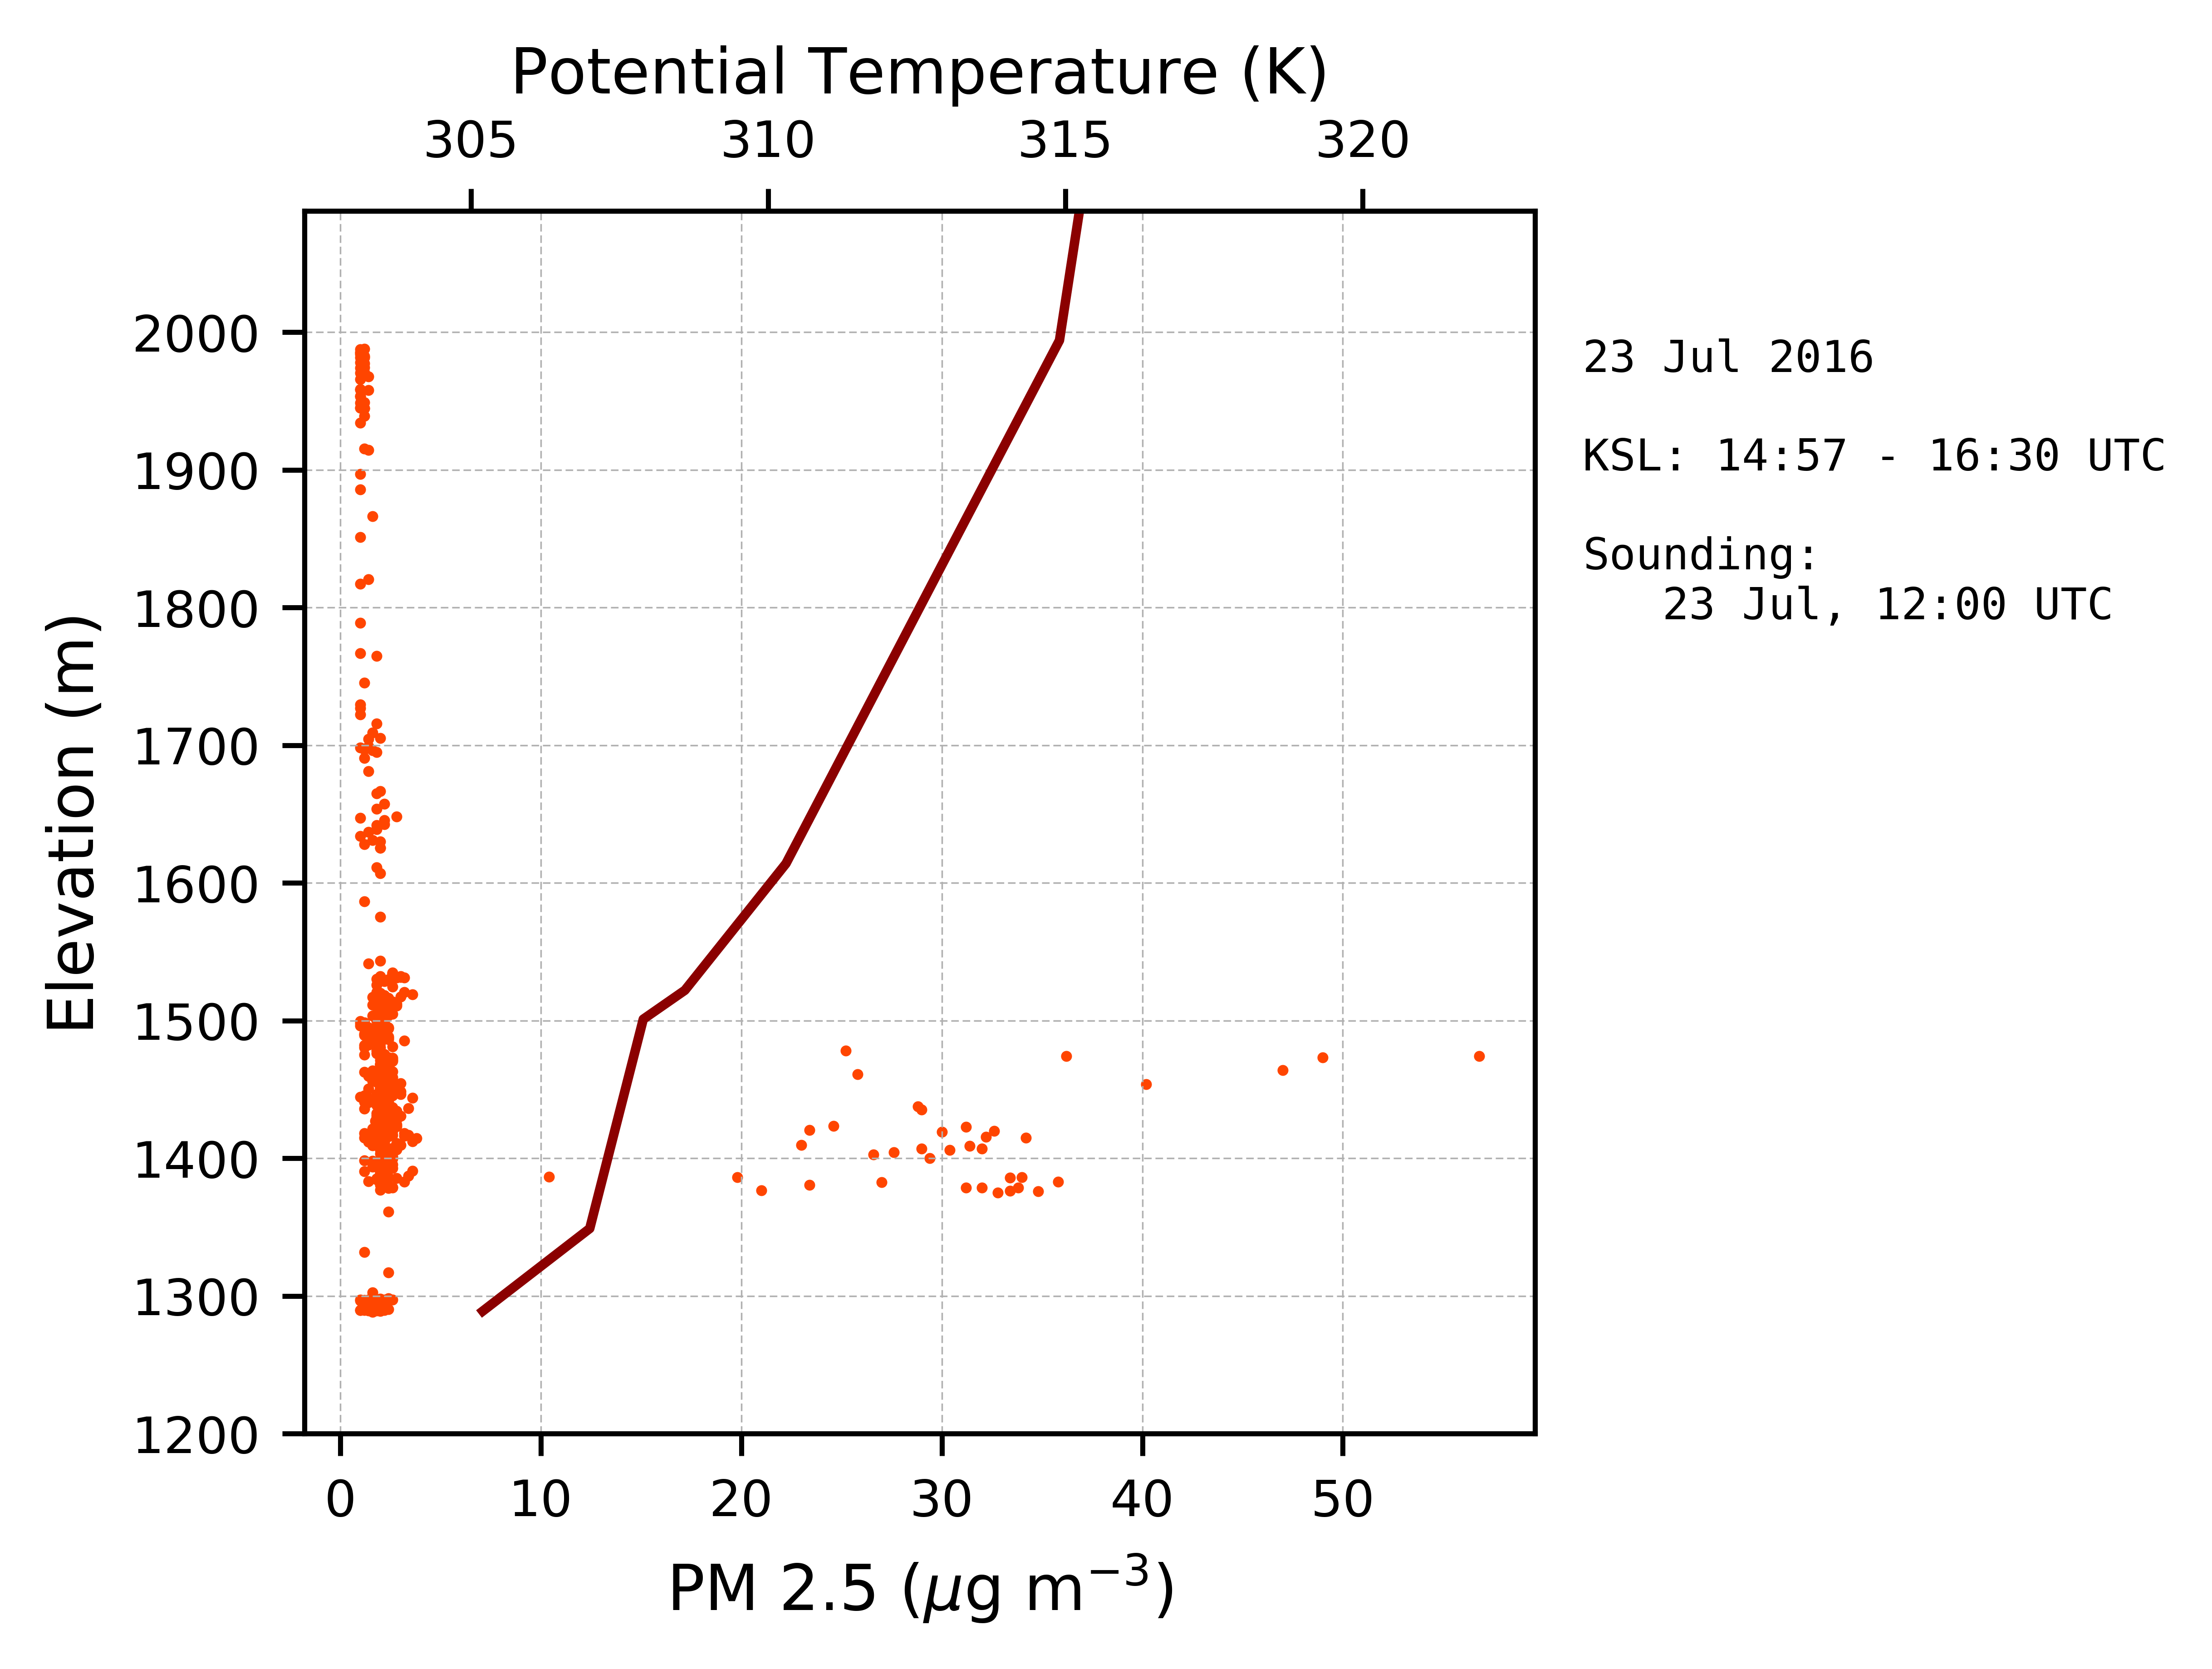 Potential Temperature (K)
305 310 315 320
2000
1900
1800
1700
1600
1500
1400
1300
1200
Elevation (m)
0 10 20 30 40 50
PM 2.5 (μg m⁻³)
23 Jul 2016
KSL: 14:57 - 16:30 UTC
Sounding:
23 Jul, 12:00 UTC